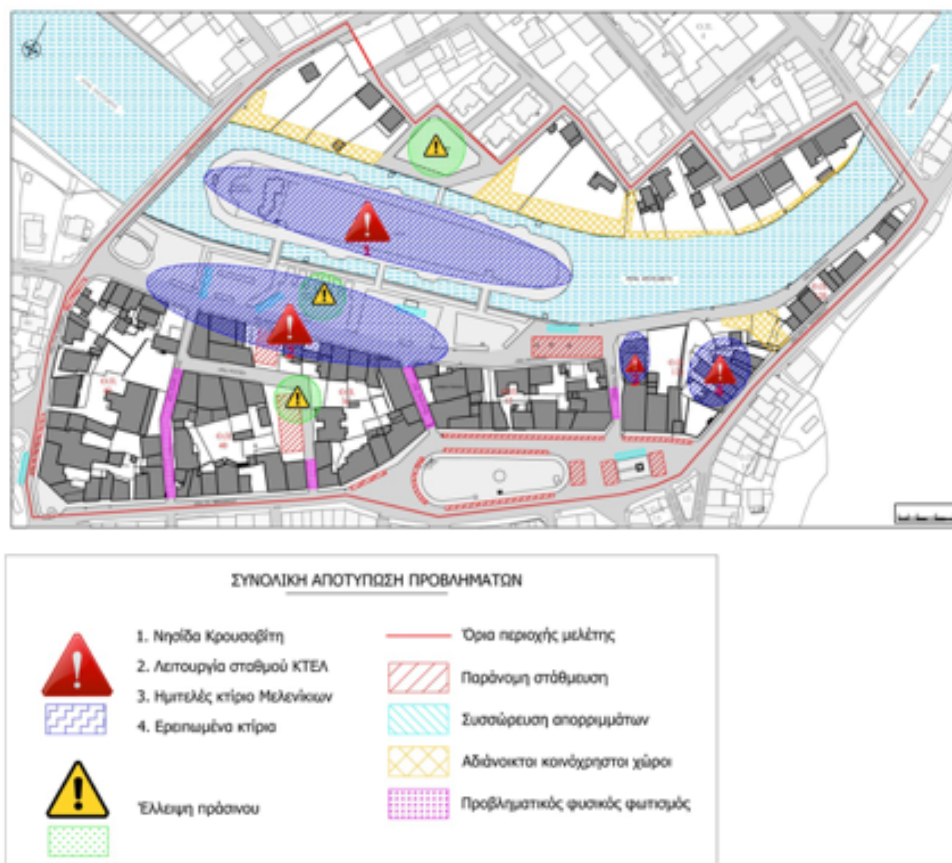 ΣΥΝΟΛΙΚΗ ΑΠΟΤΥΠΩΣΗ ΠΡΟΒΛΗΜΑΤΩΝ
1. Νησίδα Κρουσοβίτη
2. Λειτουργία σταθμού ΚΤΕΛ
3. Ημιτελές κτίριο Μελενίκιων
4. Ερειπωμένα κτίρια
Έλλειψη πράσινου
Όρια περιοχής μελέτης
Παράνομη στάθμευση
Συσσώρευση απορριμάτων
Αδιάνοικτοι κοινόχρηστοι χώροι
Προβληματικός φυσικός φωτισμός